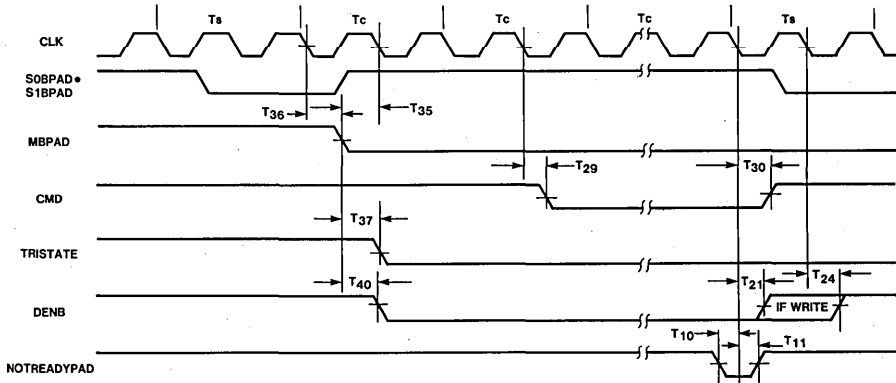 Ts Tc Tc Tc Ts
CLK
S0BPAD•
S1BPAD
T36 T35
MBPAD
T29 T30
CMD
T37
TRISTATE
T40 T21 T24
DENB IF WRITE
T10 T11
NOTREADYPAD